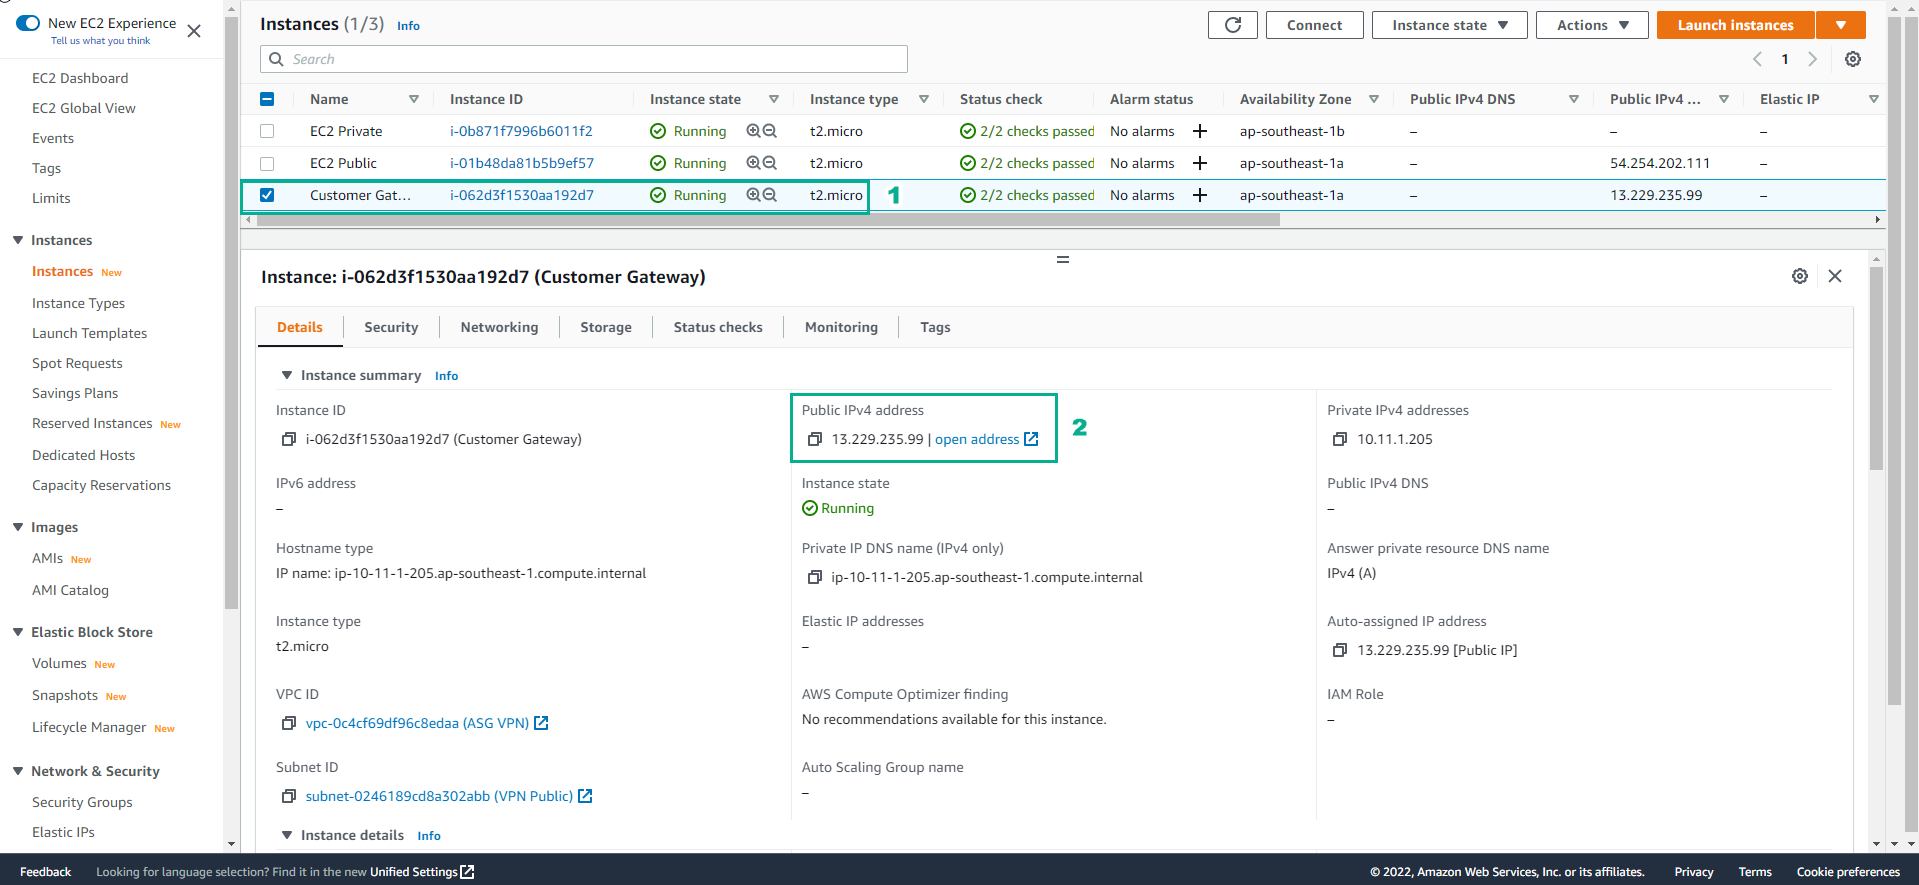 New EC2 Experience
Tell us what you think
EC2 Dashboard
EC2 Global View
Events
Tags
Limits
Instances
Instances New
Instance Types
Launch Templates
Spot Requests
Savings Plans
Reserved Instances New
Dedicated Hosts
Capacity Reservations
Images
AMIs New
AMI Catalog
Elastic Block Store
Volumes New
Snapshots New
Lifecycle Manager New
Network & Security
Security Groups
Elastic IPs
Instances (1/3) Info
Connect
Instance state
Actions
Launch instances
Search
1
Name Instance ID Instance state Instance type Status check Alarm status Availability Zone Public IPv4 DNS Public IPv4 ... Elastic IP
EC2 Private i-0b871f7996b6011f2 Running t2.micro 2/2 checks passed No alarms + ap-southeast-1b – – –
EC2 Public i-01b48da81b5b9ef57 Running t2.micro 2/2 checks passed No alarms + ap-southeast-1a – 54.254.202.111 –
Customer Gat... i-062d3f1530aa192d7 Running t2.micro 1 2/2 checks passed No alarms + ap-southeast-1a – 13.229.235.99 –
Instance: i-062d3f1530aa192d7 (Customer Gateway)
Details Security Networking Storage Status checks Monitoring Tags
Instance summary Info
Instance ID
i-062d3f1530aa192d7 (Customer Gateway)
Public IPv4 address
13.229.235.99 | open address
2
Private IPv4 addresses
10.11.1.205
IPv6 address
–
Instance state
Running
Public IPv4 DNS
–
Hostname type
IP name: ip-10-11-1-205.ap-southeast-1.compute.internal
Private IP DNS name (IPv4 only)
ip-10-11-1-205.ap-southeast-1.compute.internal
Answer private resource DNS name
IPv4 (A)
Instance type
t2.micro
Elastic IP addresses
–
Auto-assigned IP address
13.229.235.99 [Public IP]
VPC ID
vpc-0c4cf69df96c8edaa (ASG VPN)
AWS Compute Optimizer finding
No recommendations available for this instance.
IAM Role
–
Subnet ID
subnet-0246189cd8a302abb (VPN Public)
Auto Scaling Group name
–
Instance details Info
Feedback Looking for language selection? Find it in the new Unified Settings © 2022, Amazon Web Services, Inc. or its affiliates. Privacy Terms Cookie preferences